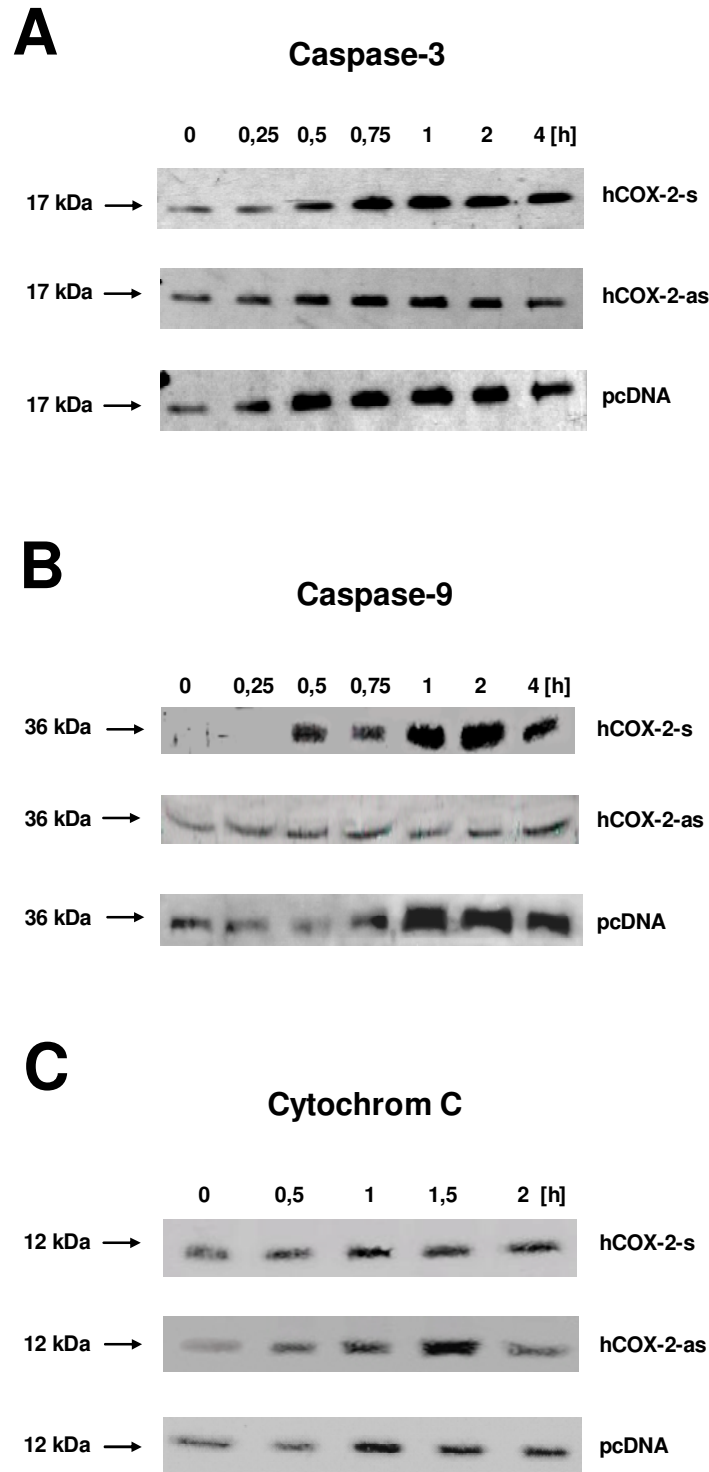 A
Caspase-3
0 0,25 0,5 0,75 1 2 4 [h]
17 kDa hCOX-2-s
17 kDa hCOX-2-as
17 kDa pcDNA
B
Caspase-9
0 0,25 0,5 0,75 1 2 4 [h]
36 kDa hCOX-2-s
36 kDa hCOX-2-as
36 kDa pcDNA
C
Cytochrom C
0 0,5 1 1,5 2 [h]
12 kDa hCOX-2-s
12 kDa hCOX-2-as
12 kDa pcDNA